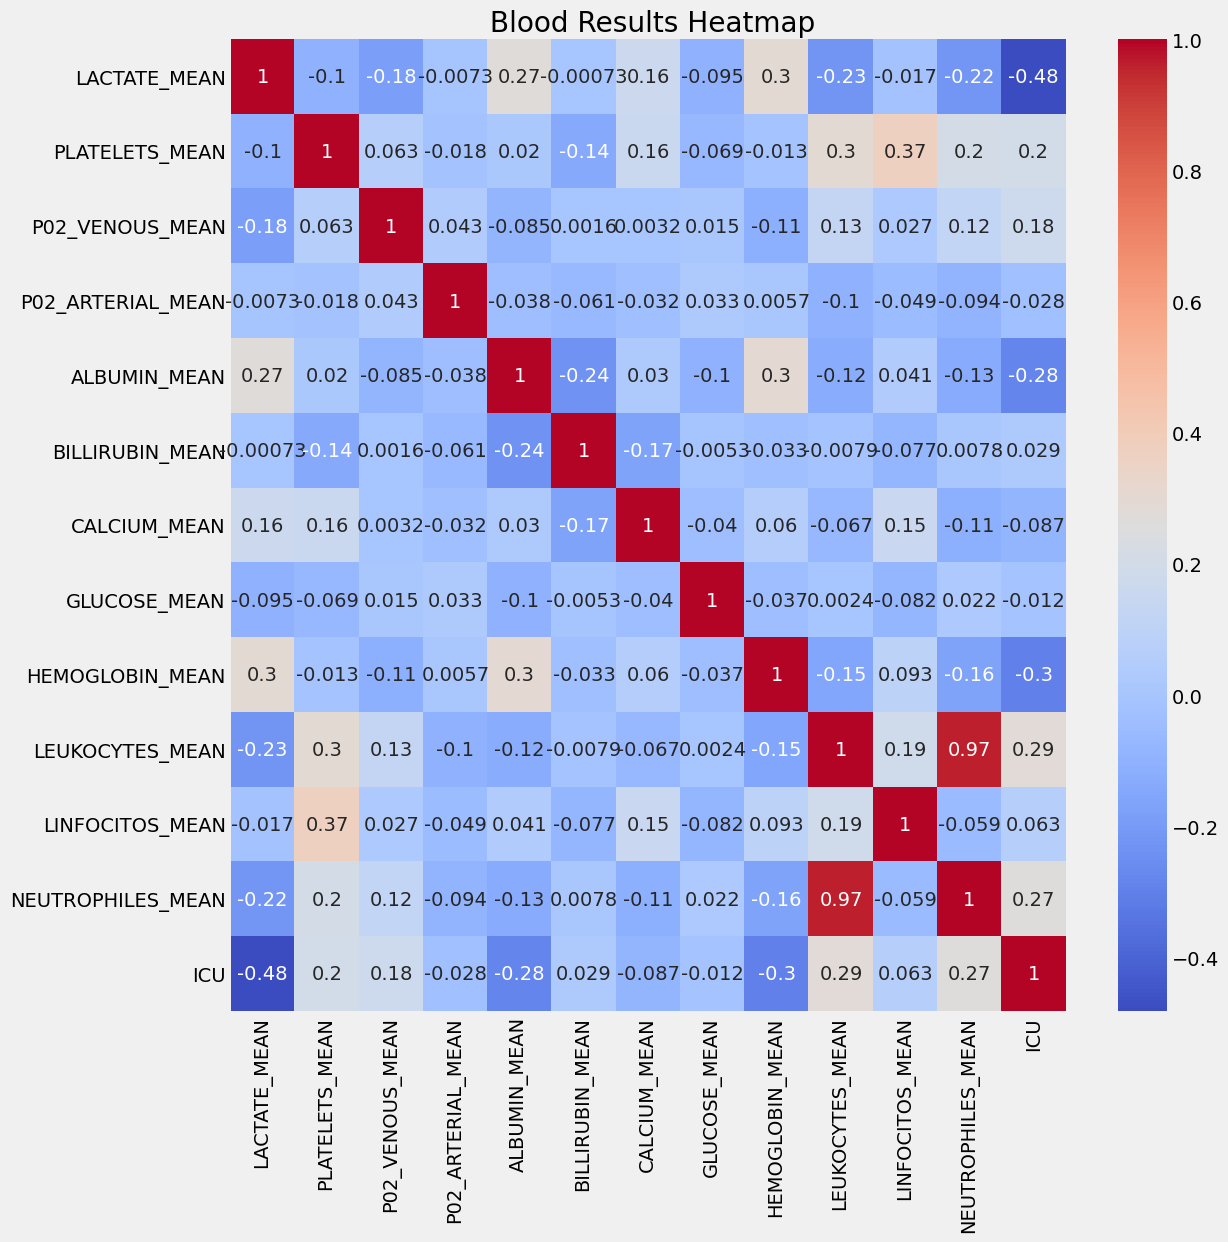 Blood Results Heatmap
LACTATE_MEAN 1 -0.1 -0.18 -0.0073 0.27 -0.00073 0.16 -0.095 0.3 -0.23 -0.017 -0.22 -0.48
PLATELETS_MEAN -0.1 1 0.063 -0.018 0.02 -0.14 0.16 -0.069 -0.013 0.3 0.37 0.2 0.2
P02_VENOUS_MEAN -0.18 0.063 1 0.043 -0.085 0.0016 0.0032 0.015 -0.11 0.13 0.027 0.12 0.18
P02_ARTERIAL_MEAN -0.0073 -0.018 0.043 1 -0.038 -0.061 -0.032 0.033 0.0057 -0.1 -0.049 -0.094 -0.028
ALBUMIN_MEAN 0.27 0.02 -0.085 -0.038 1 -0.24 0.03 -0.1 0.3 -0.12 0.041 -0.13 -0.28
BILLIRUBIN_MEAN -0.00073 -0.14 0.0016 -0.061 -0.24 1 -0.17 -0.0053 -0.033 -0.0079 -0.077 0.0078 0.029
CALCIUM_MEAN 0.16 0.16 0.0032 -0.032 0.03 -0.17 1 -0.04 0.06 -0.067 0.15 -0.11 -0.087
GLUCOSE_MEAN -0.095 -0.069 0.015 0.033 -0.1 -0.0053 -0.04 1 -0.037 0.0024 -0.082 0.022 -0.012
HEMOGLOBIN_MEAN 0.3 -0.013 -0.11 0.0057 0.3 -0.033 0.06 -0.037 1 -0.15 0.093 -0.16 -0.3
LEUKOCYTES_MEAN -0.23 0.3 0.13 -0.1 -0.12 -0.0079 -0.067 0.0024 -0.15 1 0.19 0.97 0.29
LINFOCITOS_MEAN -0.017 0.37 0.027 -0.049 0.041 -0.077 0.15 -0.082 0.093 0.19 1 -0.059 0.063
NEUTROPHILES_MEAN -0.22 0.2 0.12 -0.094 -0.13 0.0078 -0.11 0.022 -0.16 0.97 -0.059 1 0.27
ICU -0.48 0.2 0.18 -0.028 -0.28 0.029 -0.087 -0.012 -0.3 0.29 0.063 0.27 1
LACTATE_MEAN
PLATELETS_MEAN
P02_VENOUS_MEAN
P02_ARTERIAL_MEAN
ALBUMIN_MEAN
BILLIRUBIN_MEAN
CALCIUM_MEAN
GLUCOSE_MEAN
HEMOGLOBIN_MEAN
LEUKOCYTES_MEAN
LINFOCITOS_MEAN
NEUTROPHILES_MEAN
ICU
1.0
0.8
0.6
0.4
0.2
0.0
−0.2
−0.4